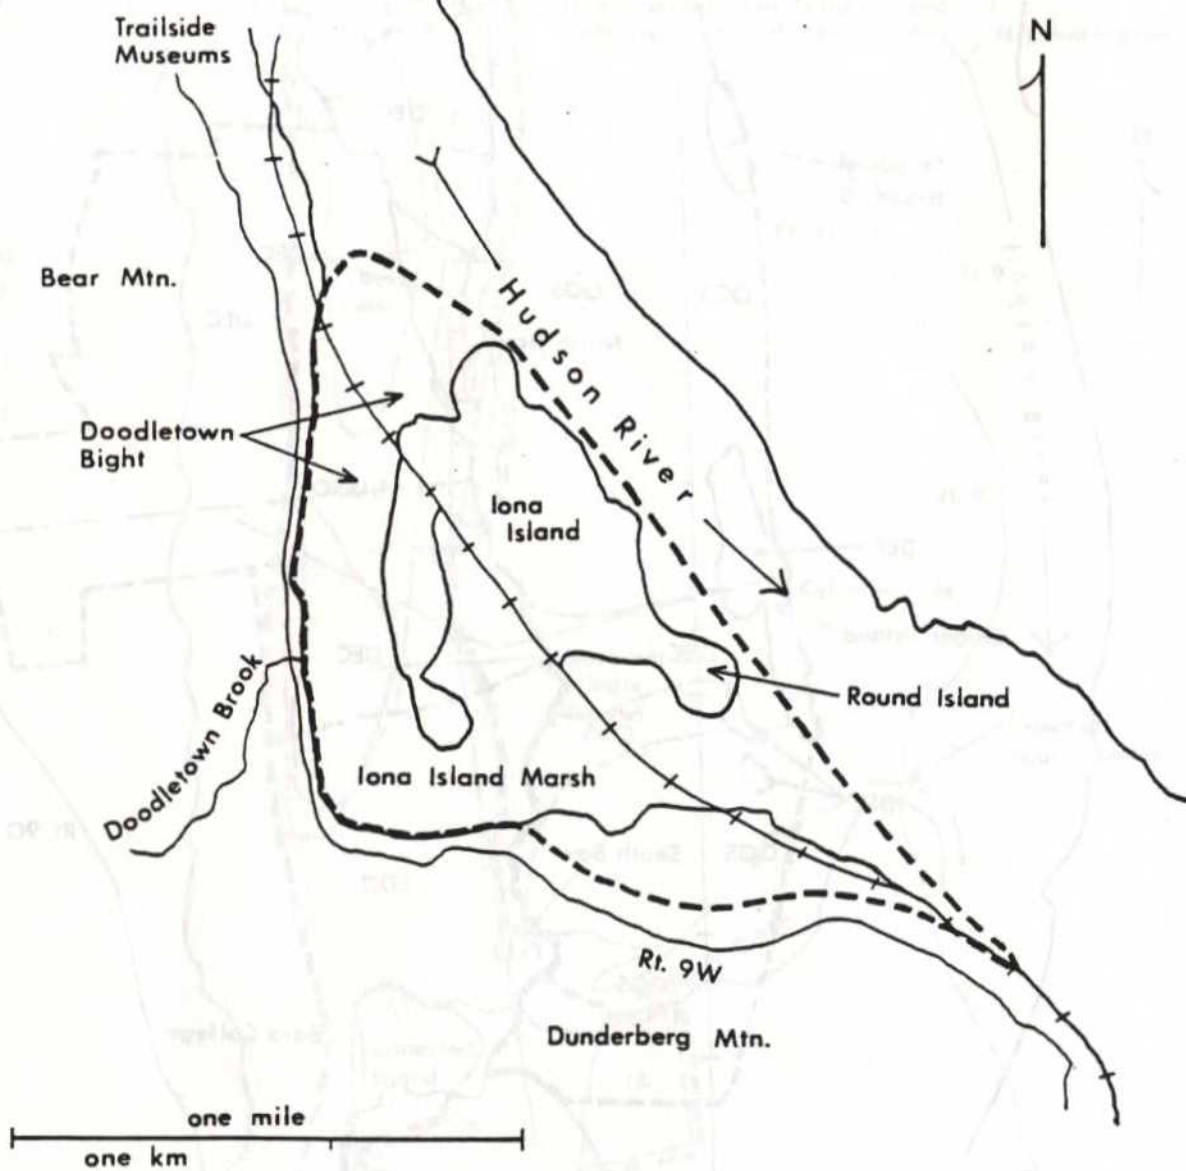 Trailside
Museums
N
Bear Mtn.
Hudson River
Doodletown
Bight
Iona
Island
Round Island
Doodletown Brook
Iona Island Marsh
Rt. 9W
Dunderberg Mtn.
one mile
one km